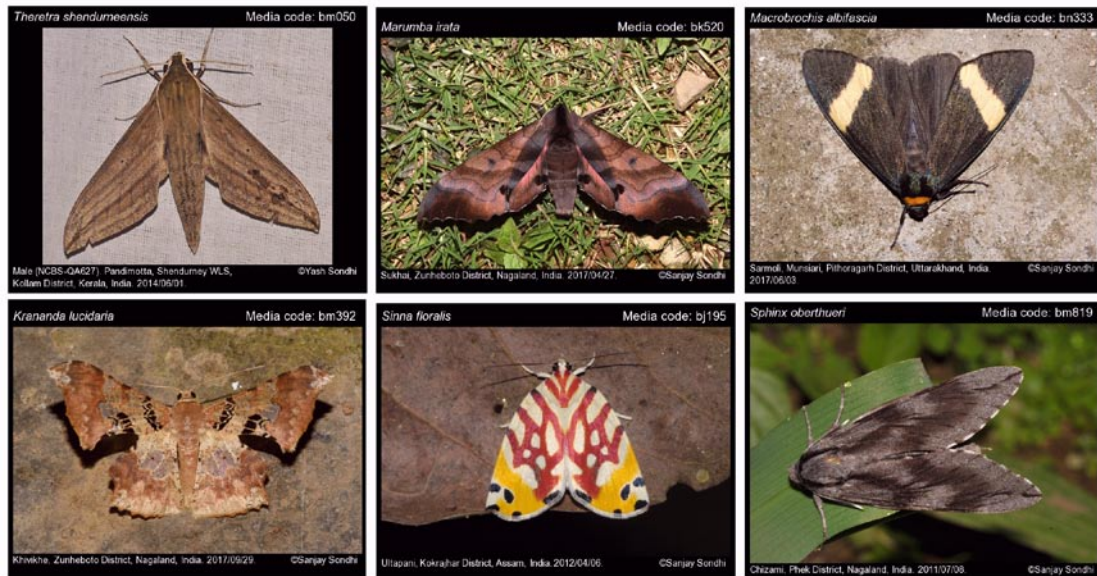 Theretra shendurneensis Media code: bm050
Male (NCBS-QA627). Pandimotta, Shendurney WLS, ©Yash Sondhi
Kollam District, Kerala, India. 2014/06/01.
Marumba irata Media code: bk520
Sukhai, Zunheboto District, Nagaland, India. 2017/04/27. ©Sanjay Sondhi
Macrobrochis albifascia Media code: bn333
Sarmoli, Munsiari, Pithoragarh District, Uttarakhand, India. ©Sanjay Sondhi
2017/06/03.
Krananda lucidaria Media code: bm392
Khivikhe, Zunheboto District, Nagaland, India. 2017/09/29. ©Sanjay Sondhi
Sinna floralis Media code: bj195
Ultapani, Kokrajhar District, Assam, India. 2012/04/06. ©Sanjay Sondhi
Sphinx oberthueri Media code: bm819
Chizami, Phek District, Nagaland, India. 2011/07/08. ©Sanjay Sondhi